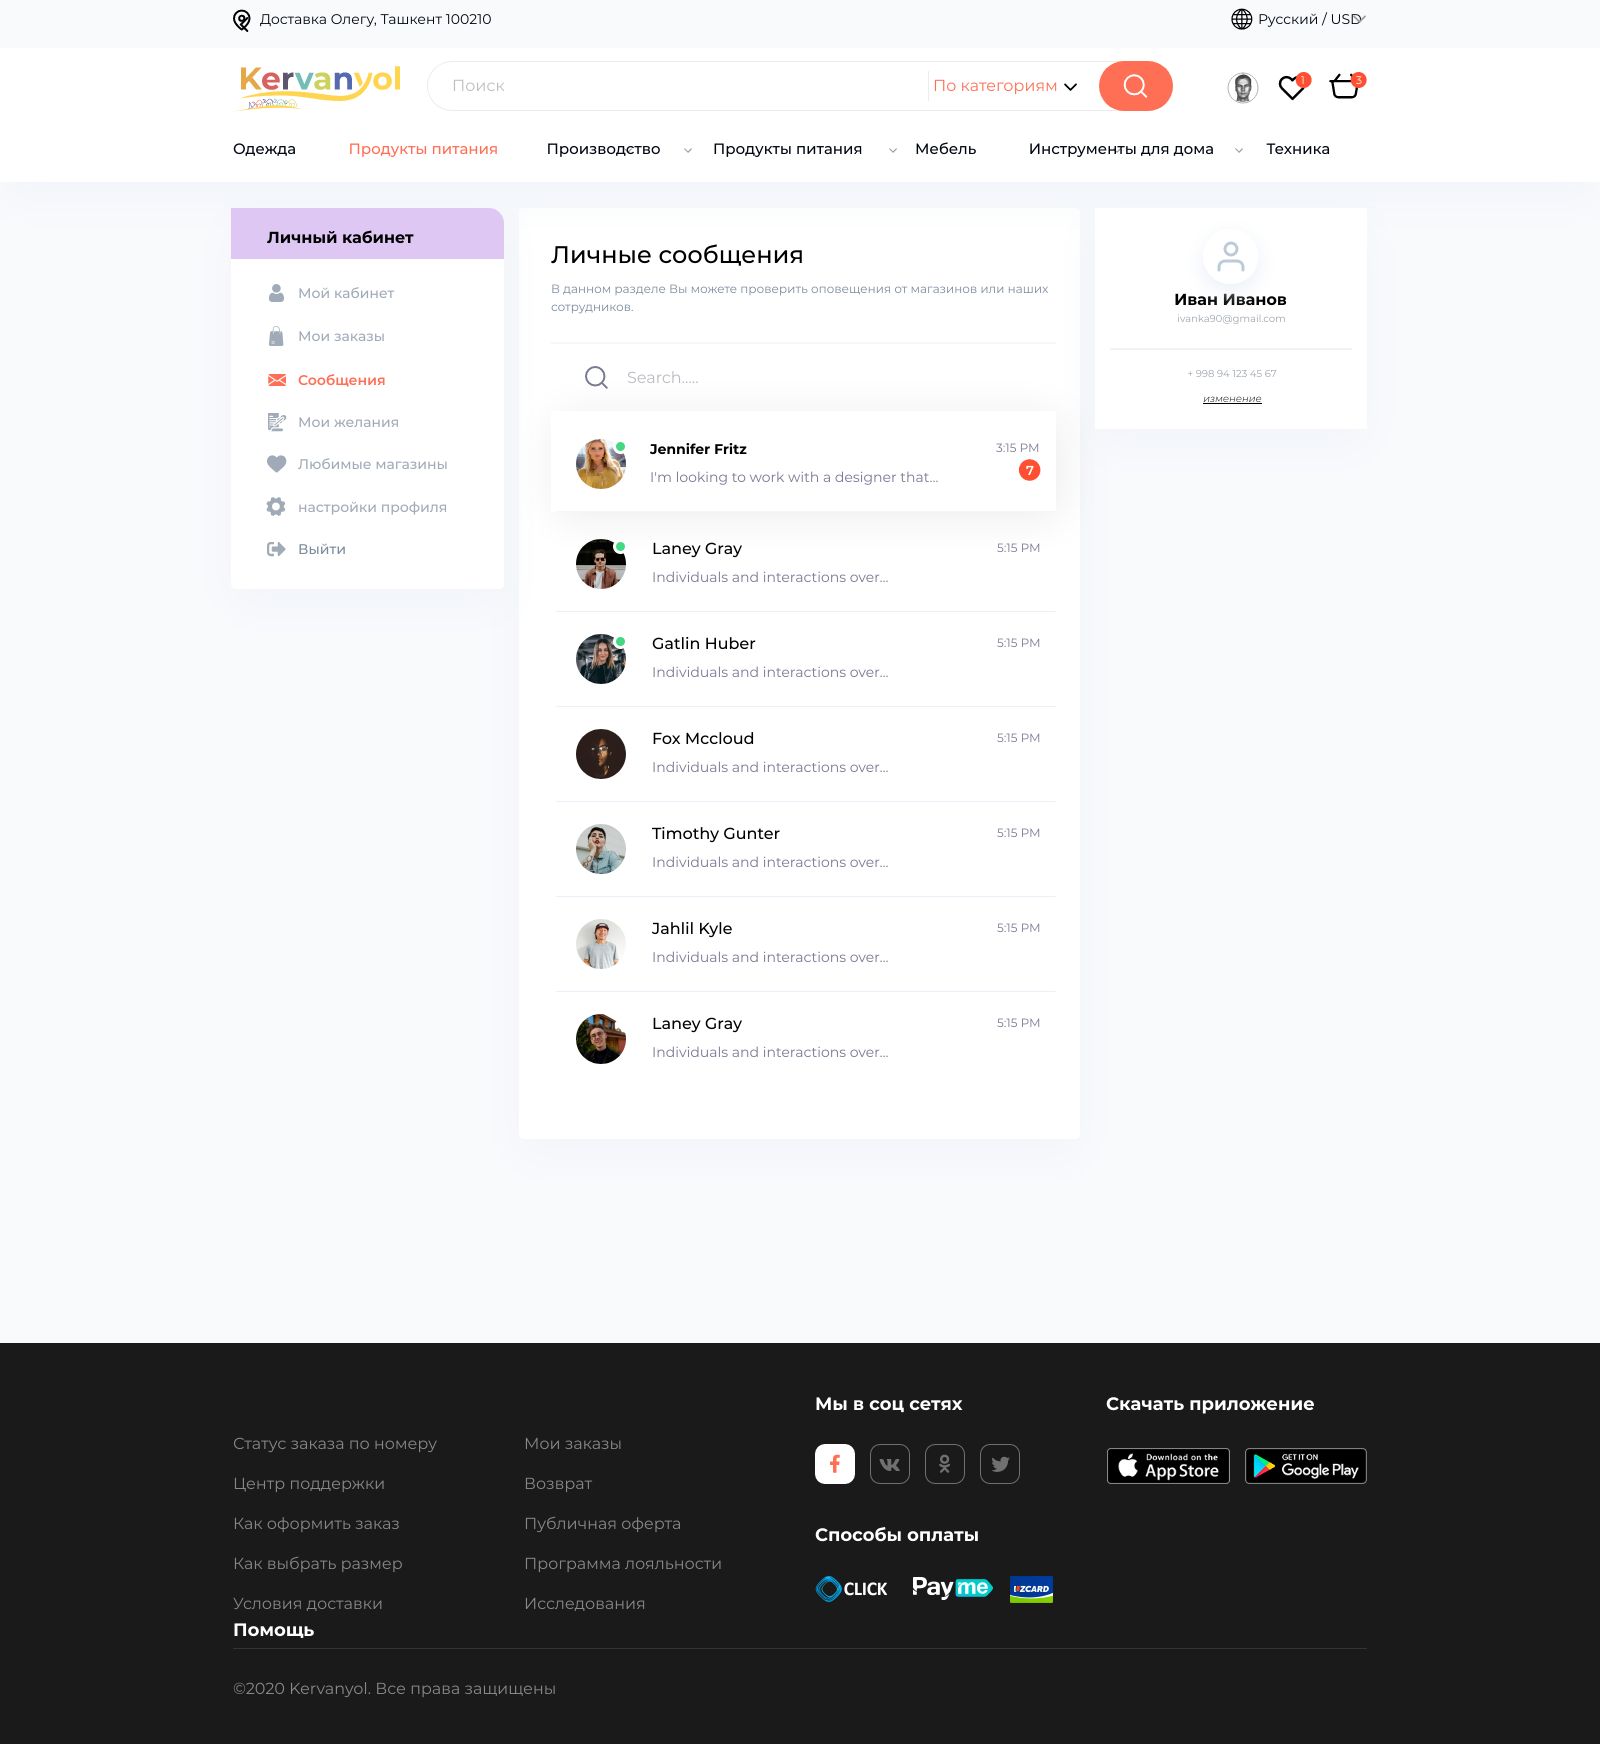 Доставка Олегу, Ташкент 100210
Русский / USD
Kervanyol
Поиск
По категориям
1
3
Одежда
Продукты питания
Производство
Продукты питания
Мебель
Инструменты для дома
Техника
Личный кабинет
Мой кабинет
Мои заказы
Сообщения
Мои желания
Любимые магазины
настройки профиля
Выйти
Личные сообщения
В данном разделе Вы можете проверить оповещения от магазинов или наших
сотрудников.
Search.....
Jennifer Fritz
3:15 PM
I'm looking to work with a designer that...
7
Laney Gray
5:15 PM
Individuals and interactions over...
Gatlin Huber
5:15 PM
Individuals and interactions over...
Fox Mccloud
5:15 PM
Individuals and interactions over...
Timothy Gunter
5:15 PM
Individuals and interactions over...
Jahlil Kyle
5:15 PM
Individuals and interactions over...
Laney Gray
5:15 PM
Individuals and interactions over...
Иван Иванов
ivanka90@gmail.com
+ 998 94 123 45 67
изменение
Статус заказа по номеру
Центр поддержки
Как оформить заказ
Как выбрать размер
Условия доставки
Помощь
Мои заказы
Возврат
Публичная оферта
Программа лояльности
Исследования
Мы в соц сетях
Способы оплаты
CLICK
Payme
UZCARD
Скачать приложение
Download on the
App Store
GET IT ON
Google Play
©2020 Kervanyol. Все права защищены